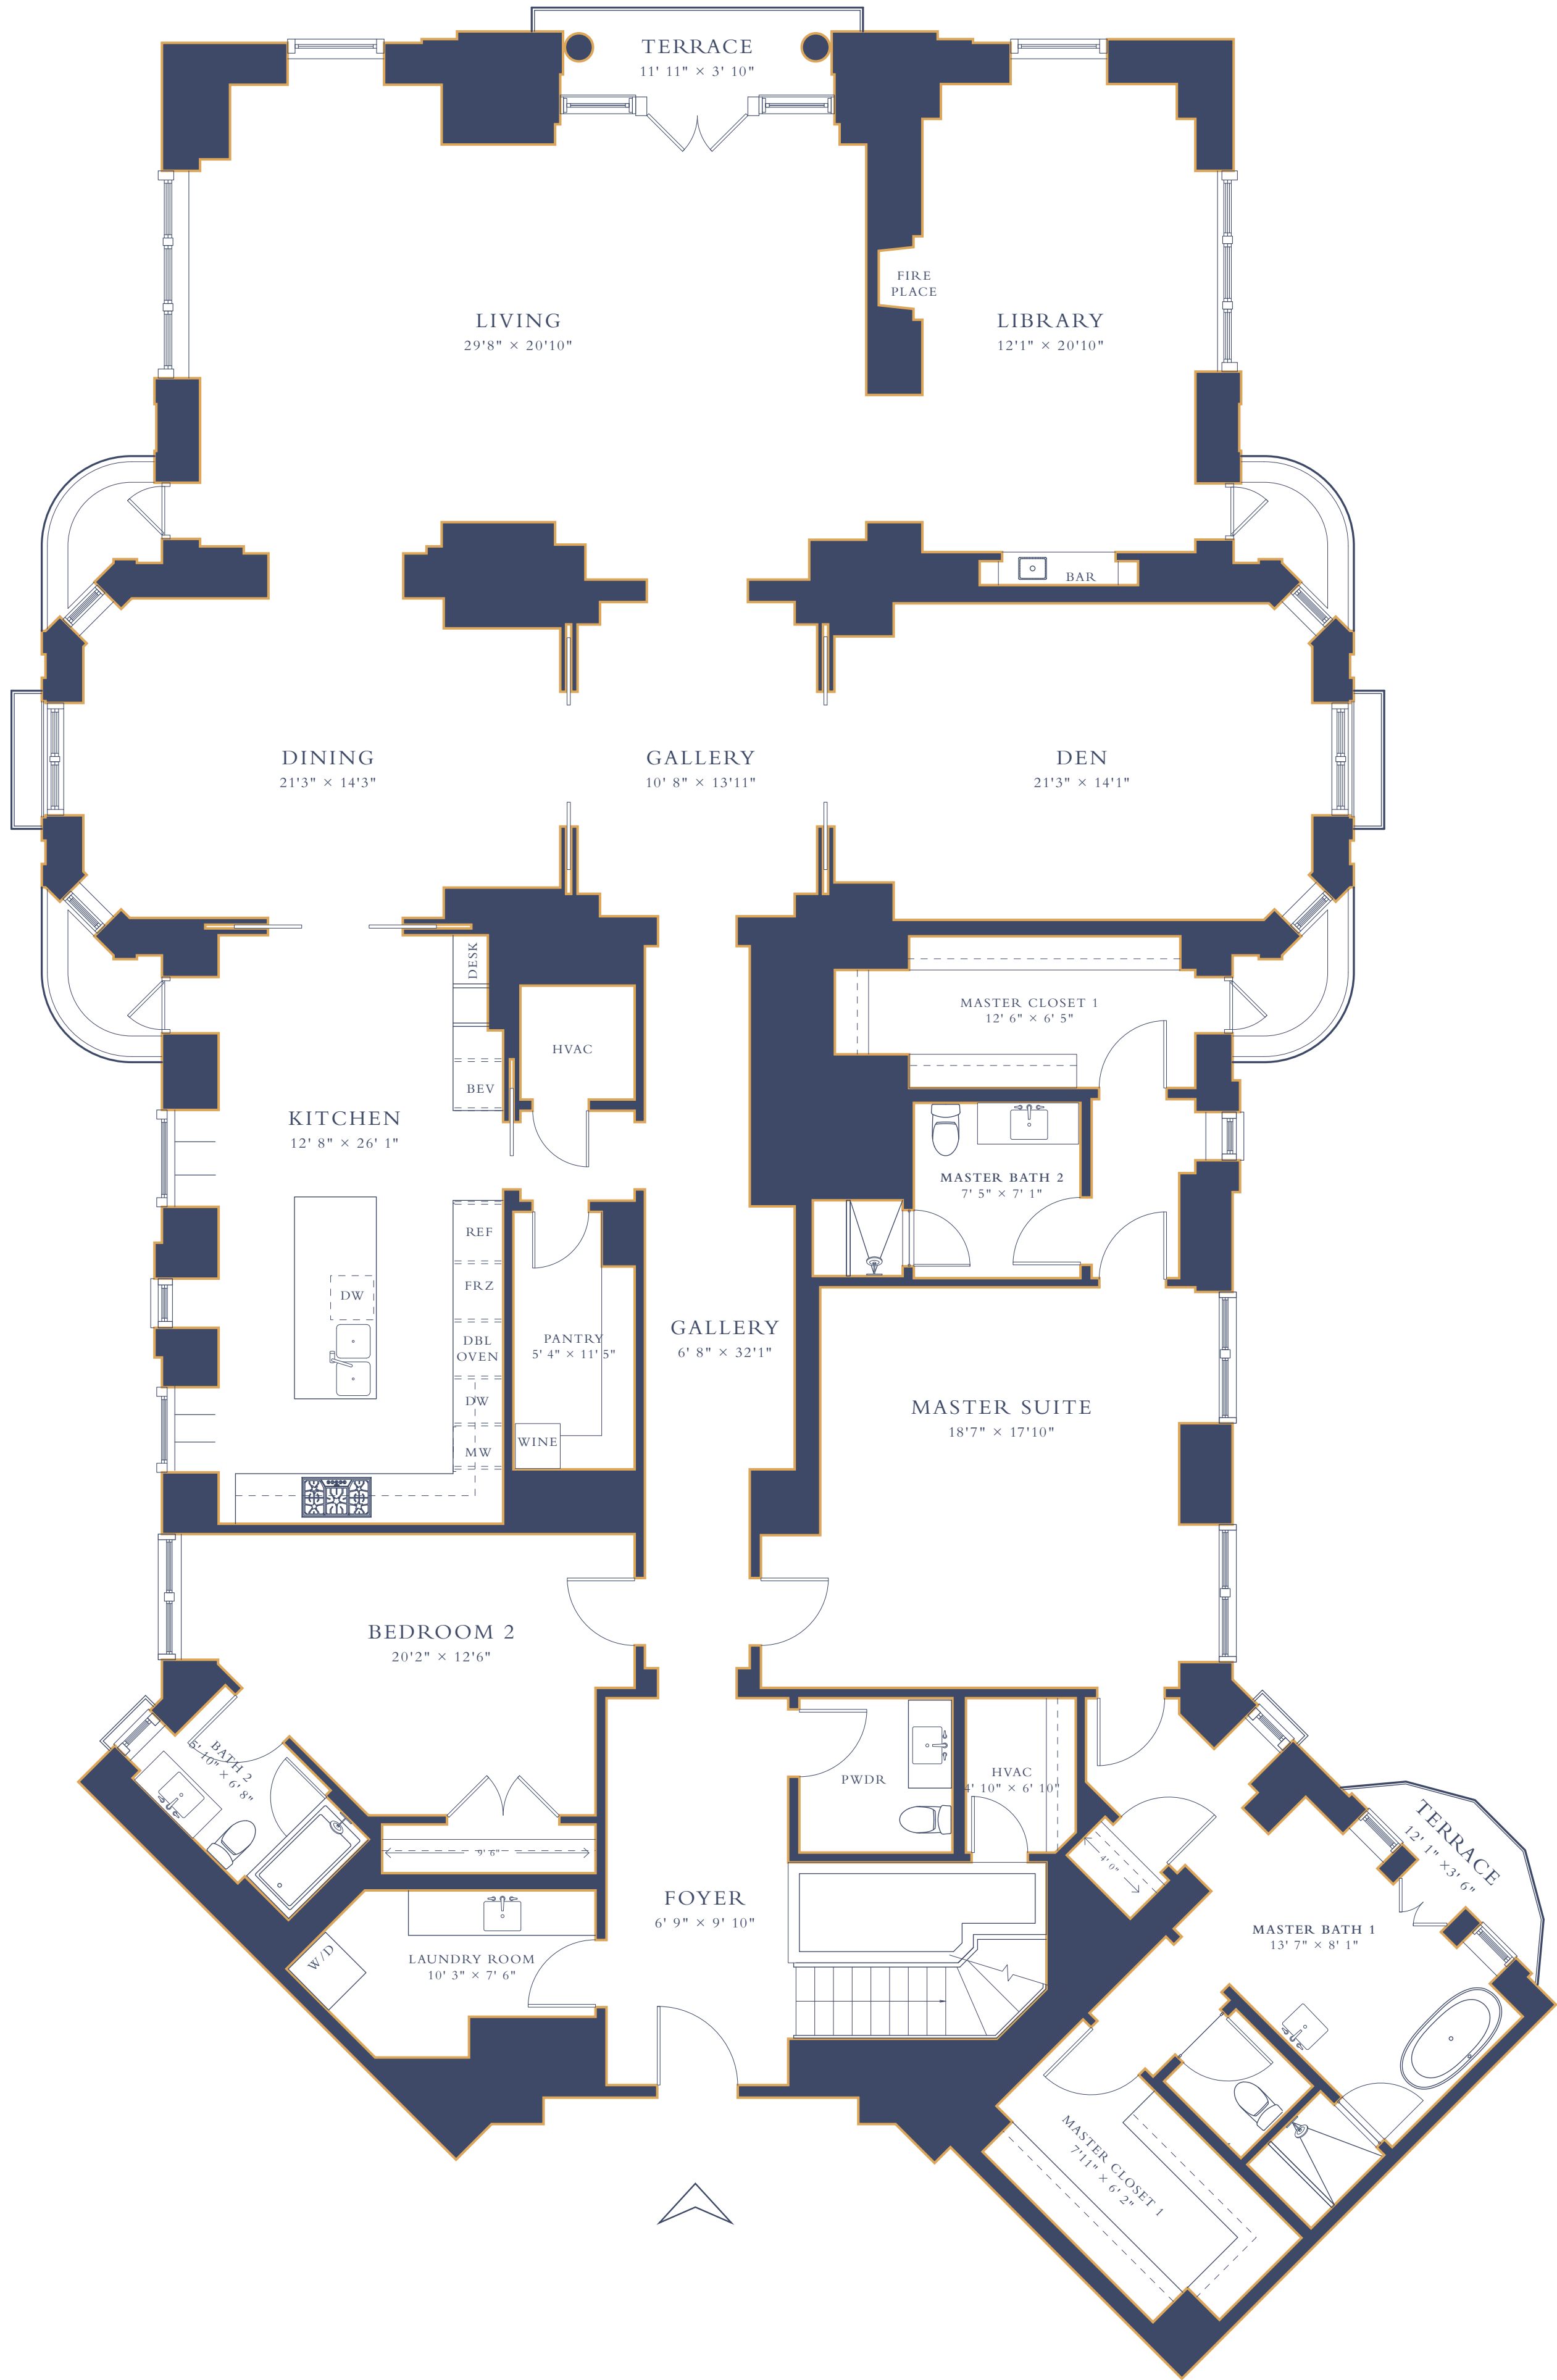 TERRACE
11' 11" × 3' 10"
FIRE
PLACE
LIVING
29'8" × 20'10"
LIBRARY
12'1" × 20'10"
BAR
DINING
21'3" × 14'3"
GALLERY
10' 8" × 13'11"
DEN
21'3" × 14'1"
DESK
MASTER CLOSET 1
12' 6" × 6' 5"
HVAC
BEV
KITCHEN
12' 8" × 26' 1"
MASTER BATH 2
7' 5" × 7' 1"
REF
FRZ
DW
DBL
OVEN
PANTRY
5' 4" × 11' 5"
GALLERY
6' 8" × 32'1"
DW
MASTER SUITE
18'7" × 17'10"
WINE
MW
BEDROOM 2
20'2" × 12'6"
BATH 2
5' 10" × 6' 8"
PWDR
HVAC
4' 10" × 6' 10"
TERRACE
12' 1" ×3' 6"
9' 6"
4' 0"
FOYER
6' 9" × 9' 10"
MASTER BATH 1
13' 7" × 8' 1"
W/D
LAUNDRY ROOM
10' 3" × 7' 6"
MASTER CLOSET 1
7'11" × 6' 2"